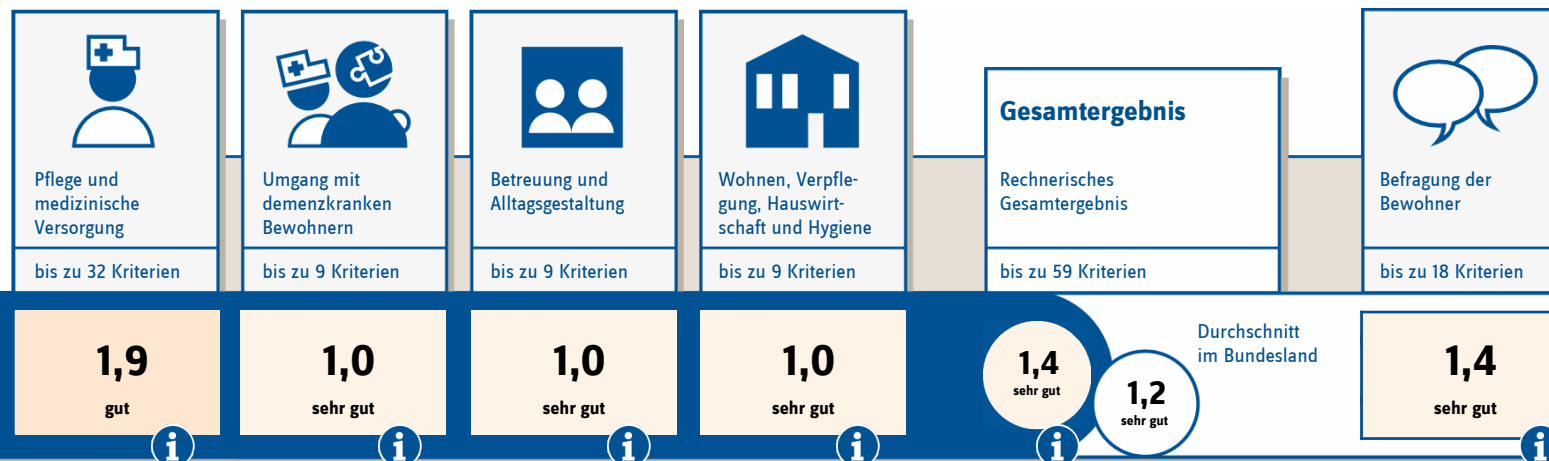 Pflege und
medizinische
Versorgung
bis zu 32 Kriterien
1,9
gut
Umgang mit
demenzkranken
Bewohnern
bis zu 9 Kriterien
1,0
sehr gut
Betreuung und
Alltagsgestaltung
bis zu 9 Kriterien
1,0
sehr gut
Wohnen, Verpfle-
gung, Hauswirt-
schaft und Hygiene
bis zu 9 Kriterien
1,0
sehr gut
Gesamtergebnis
Rechnerisches
Gesamtergebnis
bis zu 59 Kriterien
1,4
sehr gut
Durchschnitt
im Bundesland
1,2
sehr gut
Befragung der
Bewohner
bis zu 18 Kriterien
1,4
sehr gut